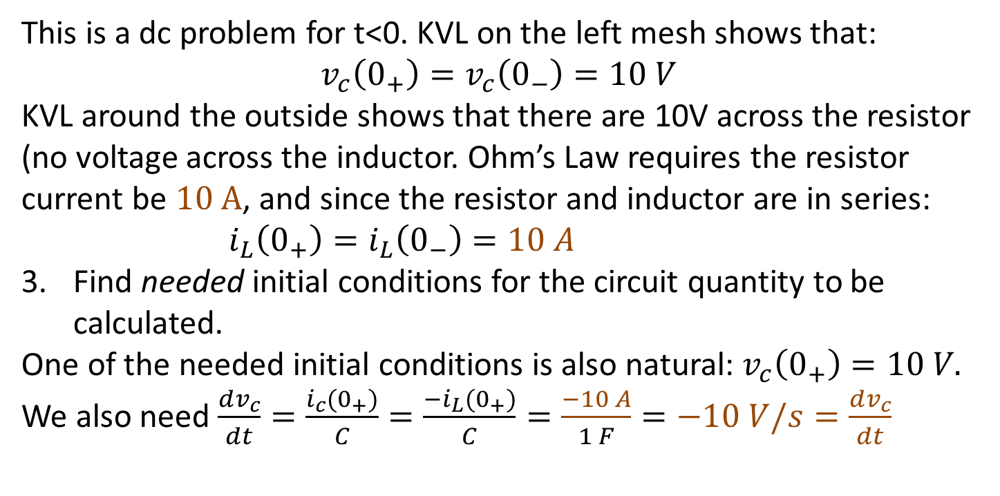 This is a dc problem for t<0. KVL on the left mesh shows that:
v_c(0_+) = v_c(0_−) = 10 V
KVL around the outside shows that there are 10V across the resistor
(no voltage across the inductor. Ohm’s Law requires the resistor
current be 10 A, and since the resistor and inductor are in series:
i_L(0_+) = i_L(0_−) = 10 A
3. Find needed initial conditions for the circuit quantity to be
calculated.
One of the needed initial conditions is also natural: v_c(0_+) = 10 V.
We also need dv_c/dt = i_c(0_+)/C = −i_L(0_+)/C = −10 A/1 F = −10 V/s = dv_c/dt